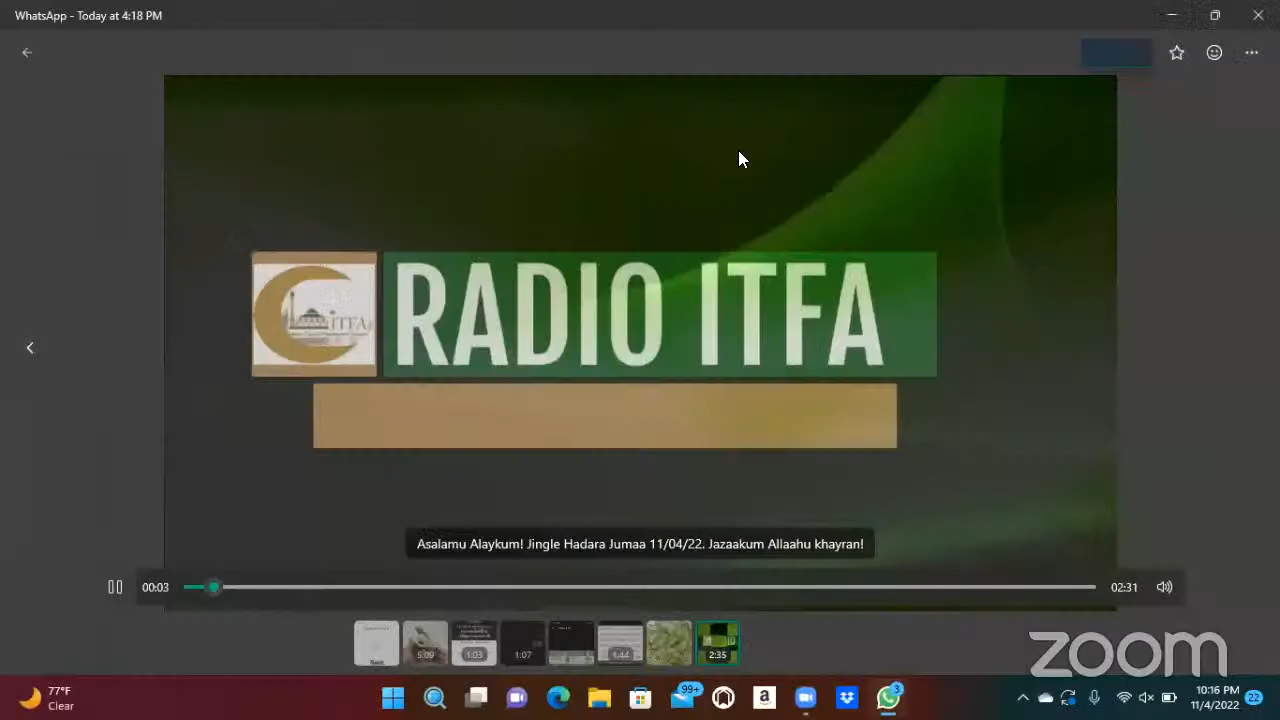 WhatsApp - Today at 4:18 PM
RADIO ITFA
ITFA
Asalamu Alaykum! Jingle Hadara Jumaa 11/04/22. Jazaakum Allaahu khayran!
00:03
02:31
5:09
1:03
1:07
1:44
2:35
zoom
77°F
Clear
99+
a
3
10:16 PM
11/4/2022
22